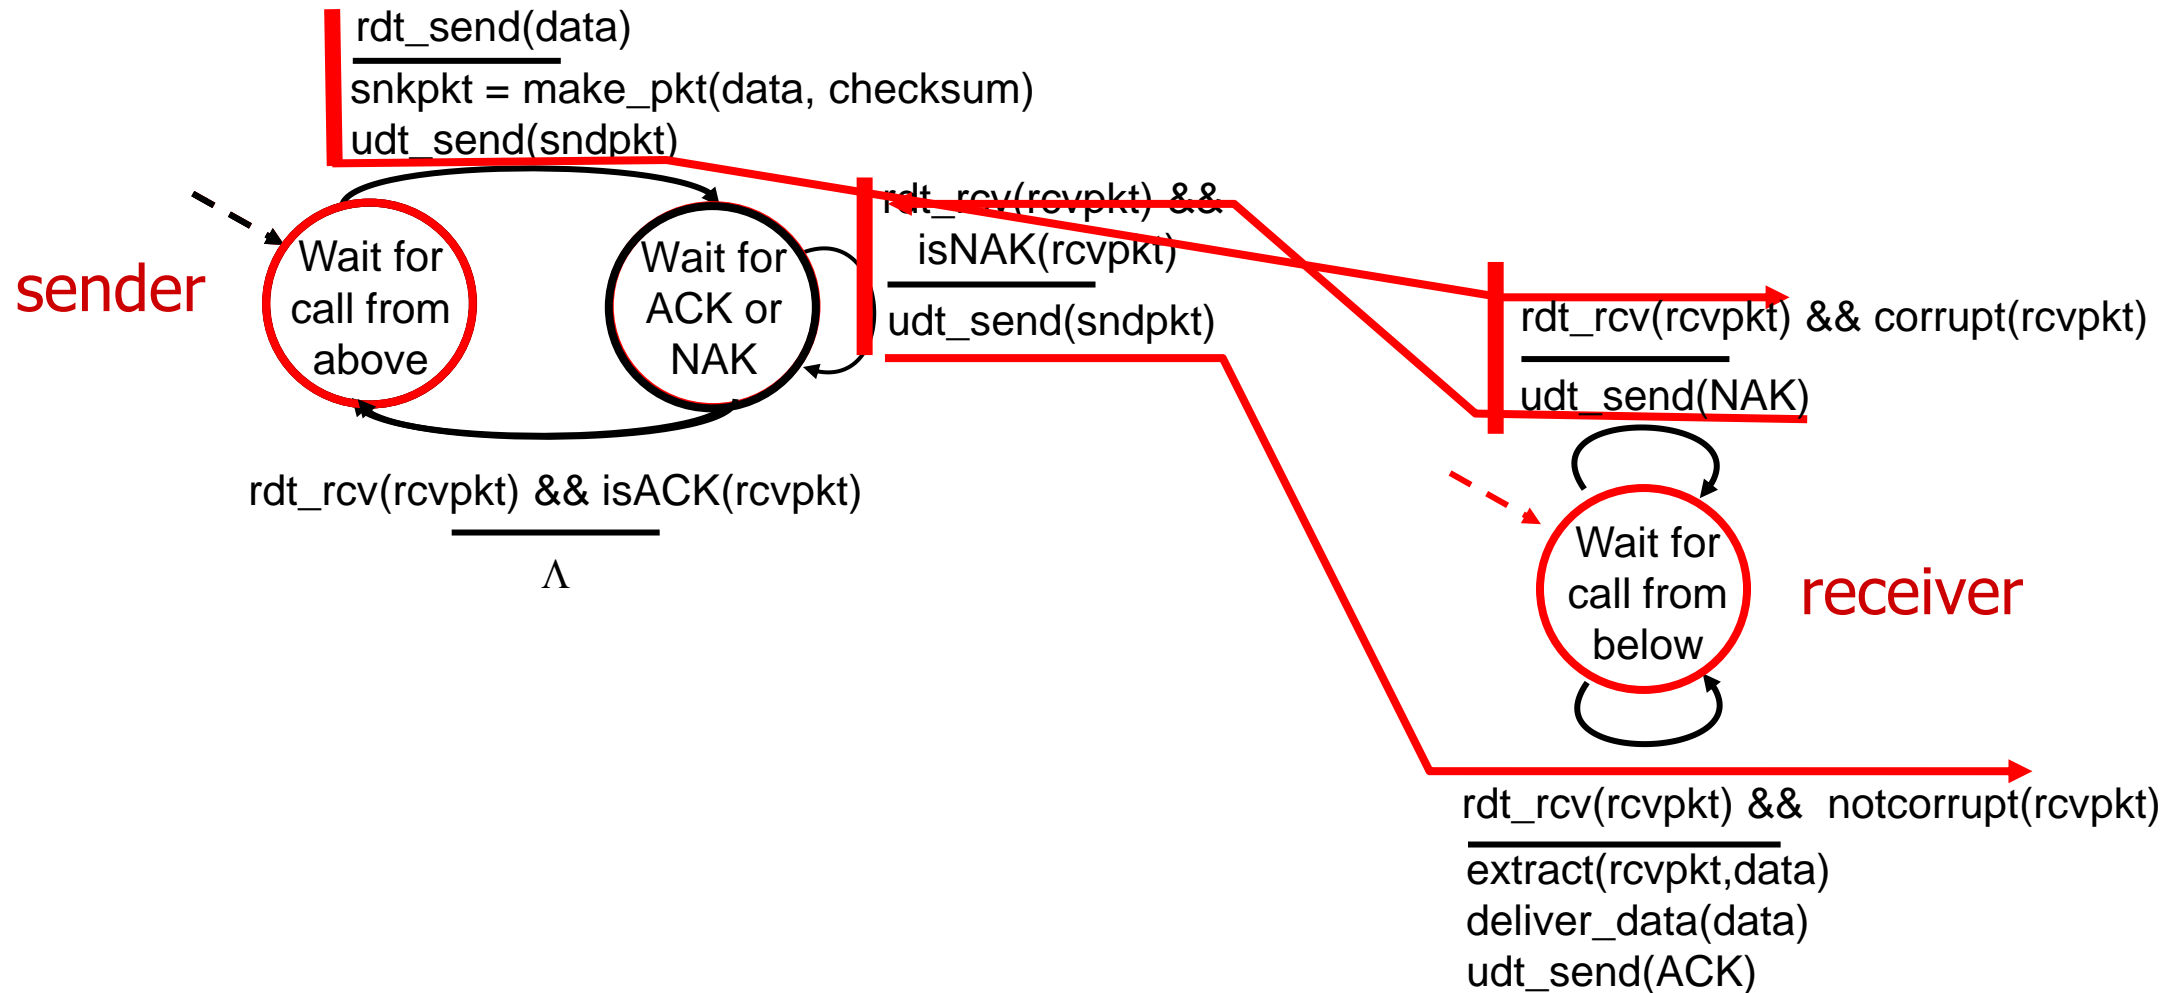 rdt_send(data)
snkpkt = make_pkt(data, checksum)
udt_send(sndpkt)
sender
Wait for
call from
above
Wait for
ACK or
NAK
rdt_rcv(rcvpkt) &&
isNAK(rcvpkt)
udt_send(sndpkt)
rdt_rcv(rcvpkt) && isACK(rcvpkt)
Λ
rdt_rcv(rcvpkt) && corrupt(rcvpkt)
udt_send(NAK)
Wait for
call from
below
receiver
rdt_rcv(rcvpkt) && notcorrupt(rcvpkt)
extract(rcvpkt,data)
deliver_data(data)
udt_send(ACK)